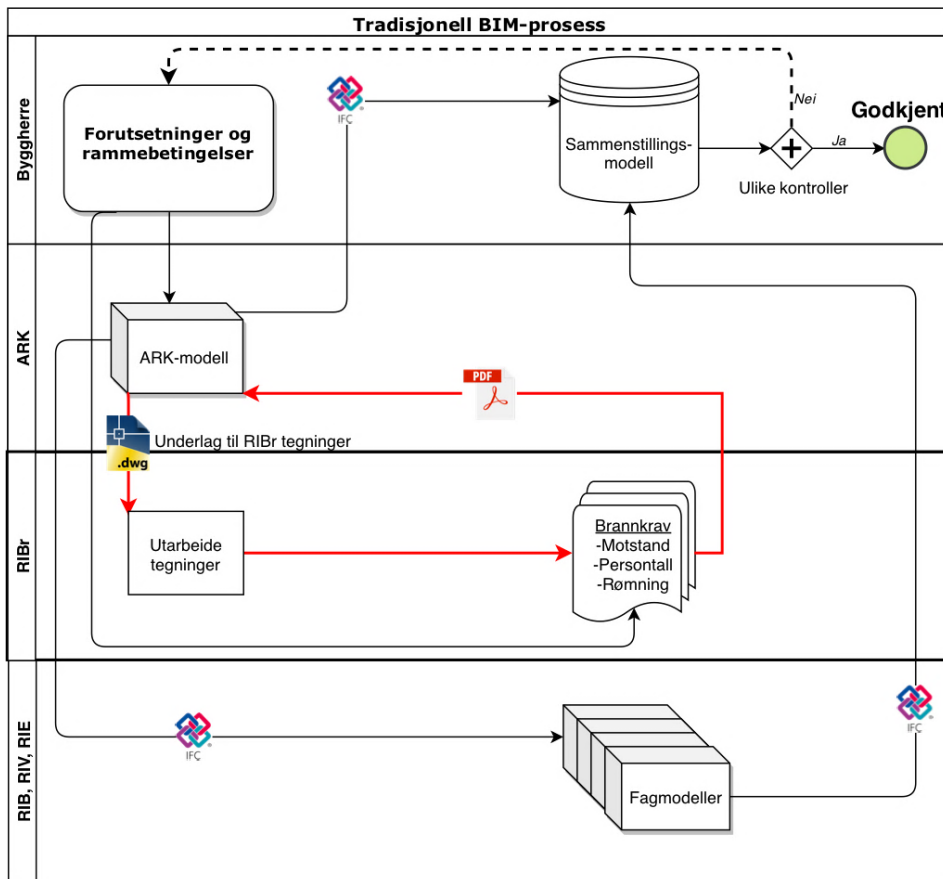 Tradisjonell BIM-prosess
Byggherre
Forutsetninger og
rammebetingelser
IFC
Sammenstillings-
modell
Nei
Ja
Godkjent
Ulike kontroller
ARK
ARK-modell
PDF
.dwg
Underlag til RIBr tegninger
RIBr
Utarbeide
tegninger
Brannkrav
-Motstand
-Persontall
-Rømning
RIB, RIV, RIE
IFC
Fagmodeller
IFC